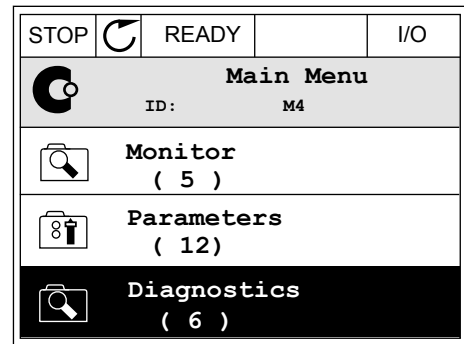 STOP READY I/O
Main Menu
ID: M4
Monitor
( 5 )
Parameters
( 12)
Diagnostics
( 6 )